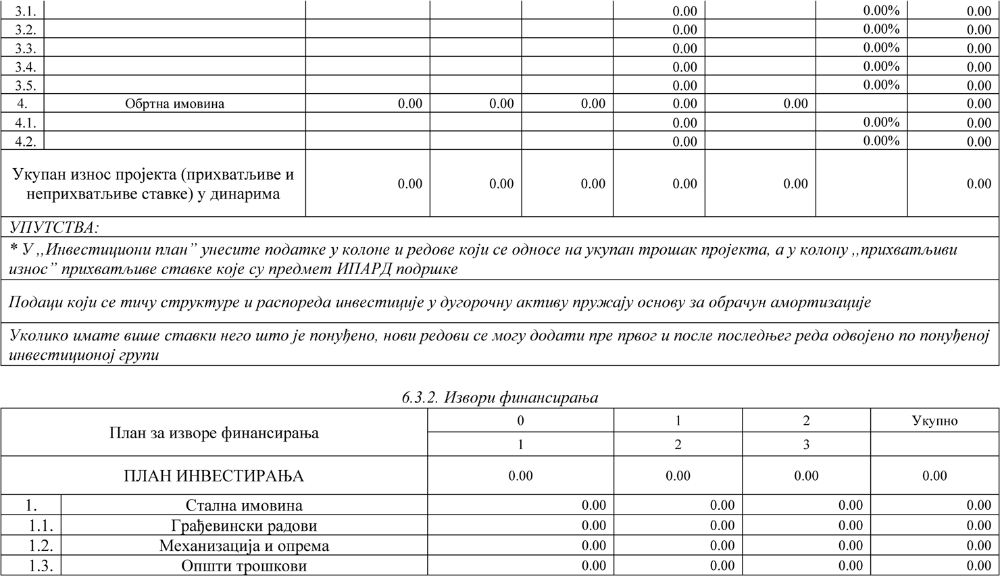 3.1. 0.00 0.00% 0.00
3.2. 0.00 0.00% 0.00
3.3. 0.00 0.00% 0.00
3.4. 0.00 0.00% 0.00
3.5. 0.00 0.00% 0.00
4. Обртна имовина 0.00 0.00 0.00 0.00 0.00 0.00
4.1. 0.00 0.00% 0.00
4.2. 0.00 0.00% 0.00
Укупан износ пројекта (прихватљиве и
неприхватљиве ставке) у динарима 0.00 0.00 0.00 0.00 0.00 0.00
УПУТСТВА:
* У ,,Инвестициони план” унесите податке у колоне и редове који се односе на укупан трошак пројекта, а у колону ,,прихватљиви
износ” прихватљиве ставке које су предмет ИПАРД подршке
Подаци који се тичу структуре и распореда инвестиције у дугорочну активу пружају основу за обрачун амортизације
Уколико имате више ставки него што је понуђено, нови редови се могу додати пре првог и после последњег реда одвојено по понуђеној
инвестиционој групи
6.3.2. Извори финансирања
План за изворе финансирања
0 1 2 Укупно
1 2 3
ПЛАН ИНВЕСТИРАЊА 0.00 0.00 0.00 0.00
1. Стална имовина 0.00 0.00 0.00 0.00
1.1. Грађевински радови 0.00 0.00 0.00 0.00
1.2. Механизација и опрема 0.00 0.00 0.00 0.00
1.3. Општи трошкови 0.00 0.00 0.00 0.00